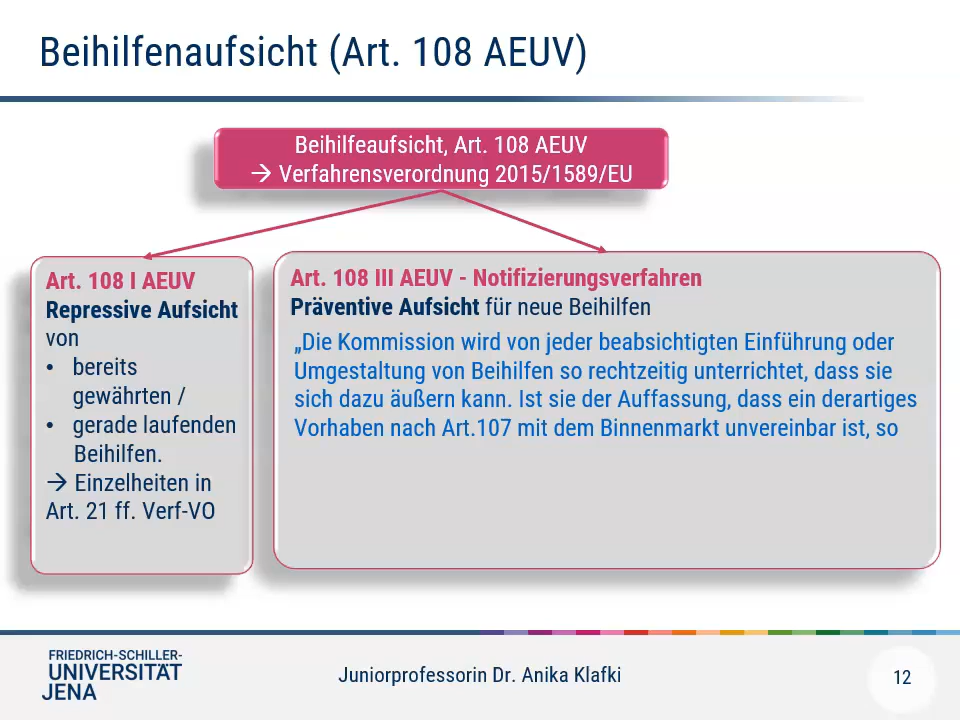 Beihilfenaufsicht (Art. 108 AEUV)
Beihilfeaufsicht, Art. 108 AEUV
→ Verfahrensverordnung 2015/1589/EU
Art. 108 I AEUV
Repressive Aufsicht
von
• bereits
gewährten /
• gerade laufenden
Beihilfen.
→ Einzelheiten in
Art. 21 ff. Verf-VO
Art. 108 III AEUV - Notifizierungsverfahren
Präventive Aufsicht für neue Beihilfen
„Die Kommission wird von jeder beabsichtigten Einführung oder
Umgestaltung von Beihilfen so rechtzeitig unterrichtet, dass sie
sich dazu äußern kann. Ist sie der Auffassung, dass ein derartiges
Vorhaben nach Art.107 mit dem Binnenmarkt unvereinbar ist, so
FRIEDRICH-SCHILLER-
UNIVERSITÄT
JENA
Juniorprofessorin Dr. Anika Klafki
12